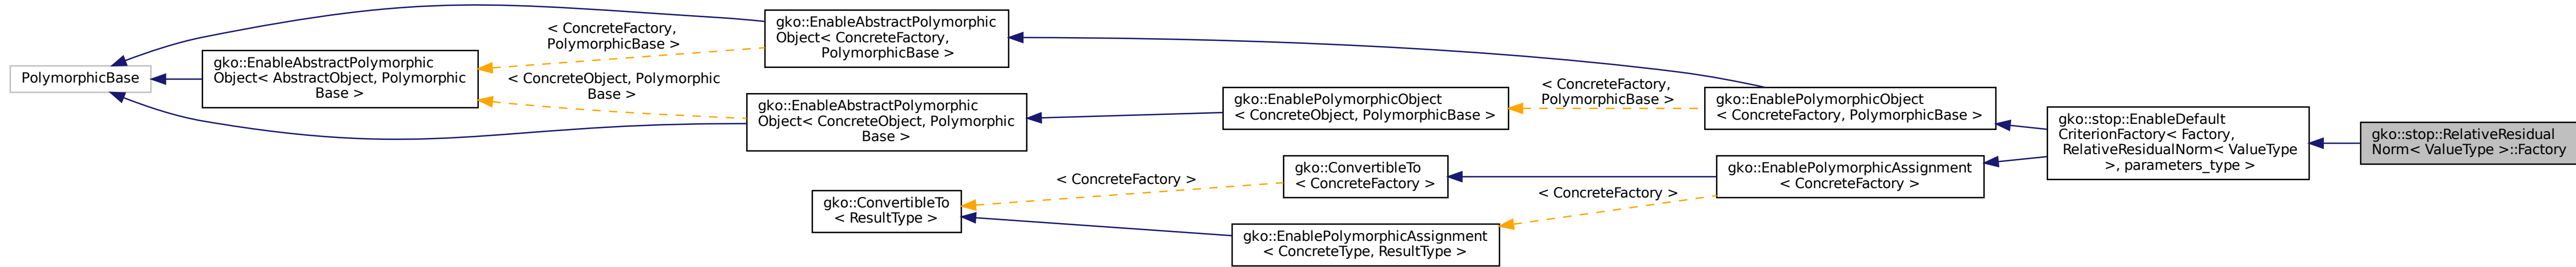 PolymorphicBase
gko::EnableAbstractPolymorphic
Object< AbstractObject, Polymorphic
Base >
< ConcreteFactory,
PolymorphicBase >
< ConcreteObject, Polymorphic
Base >
gko::EnableAbstractPolymorphic
Object< ConcreteFactory,
PolymorphicBase >
gko::EnableAbstractPolymorphic
Object< ConcreteObject, Polymorphic
Base >
gko::ConvertibleTo
< ResultType >
< ConcreteFactory >
gko::EnablePolymorphicObject
< ConcreteObject, PolymorphicBase >
gko::ConvertibleTo
< ConcreteFactory >
gko::EnablePolymorphicAssignment
< ConcreteType, ResultType >
< ConcreteFactory,
PolymorphicBase >
< ConcreteFactory >
gko::EnablePolymorphicObject
< ConcreteFactory, PolymorphicBase >
gko::EnablePolymorphicAssignment
< ConcreteFactory >
gko::stop::EnableDefault
CriterionFactory< Factory,
RelativeResidualNorm< ValueType
>, parameters_type >
gko::stop::RelativeResidual
Norm< ValueType >::Factory